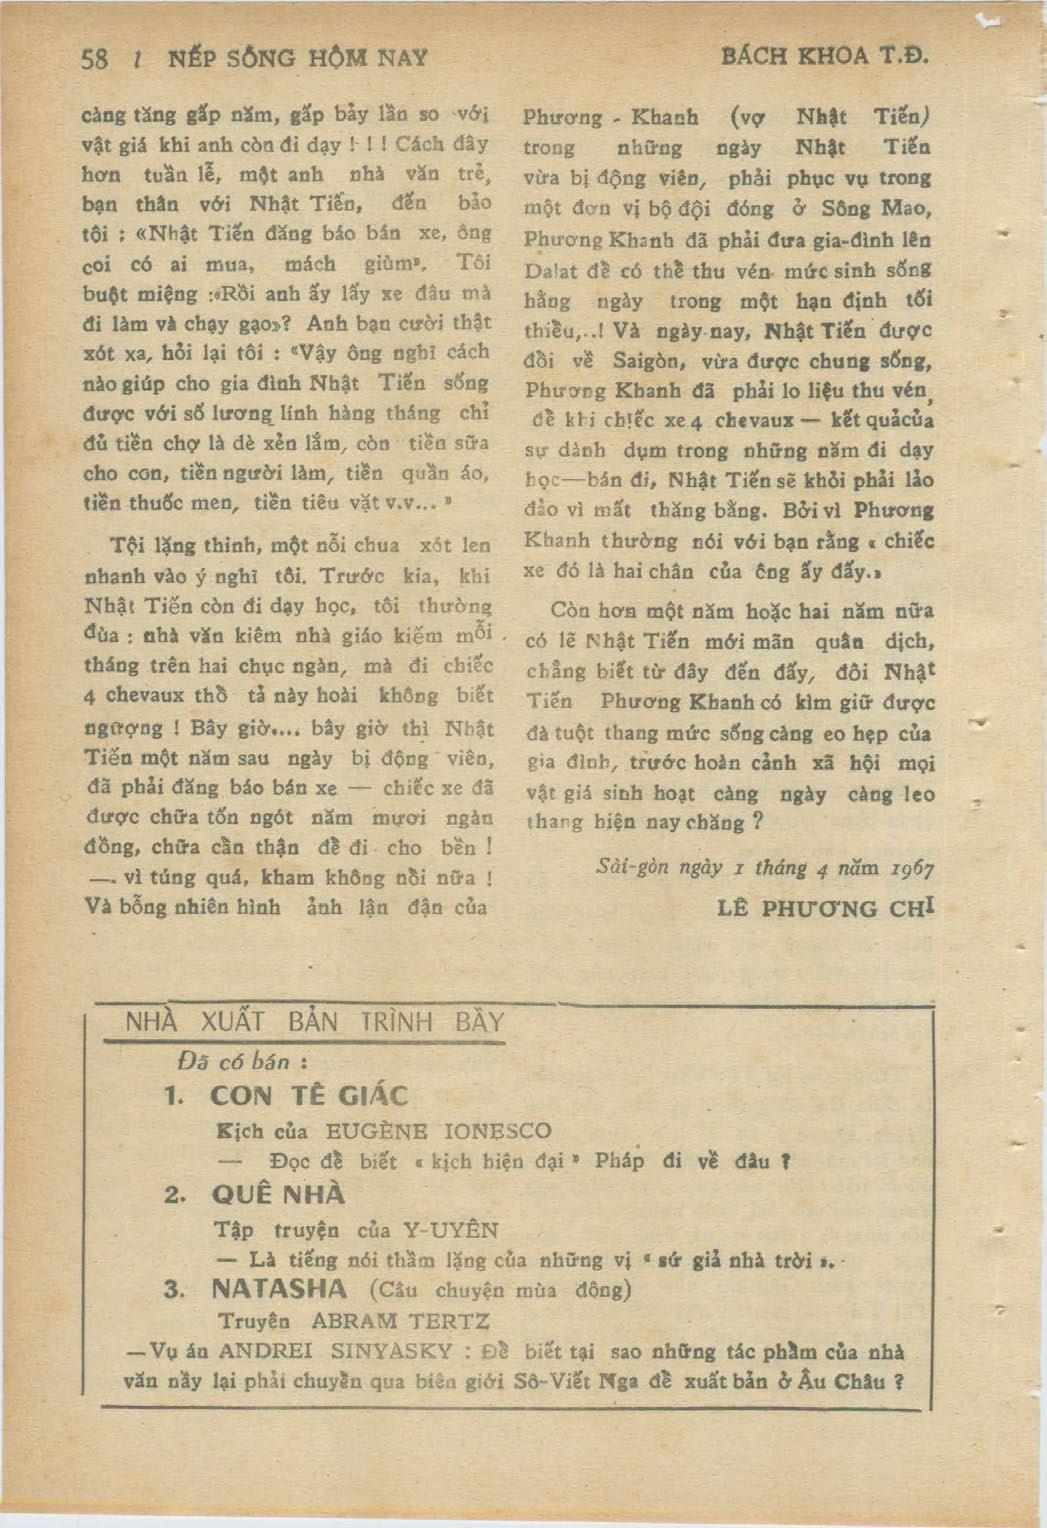 58 / NẾP SỐNG HÔM NAY
BÁCH KHOA T.Đ.
càng tăng gấp năm, gấp bảy lần so với
vật giá khi anh còn đi dạy ! ! ! Cách đây
hơn tuần lễ, một anh nhà văn trẻ,
bạn thân với Nhật Tiến, đến bảo
tôi : «Nhật Tiến đăng báo bán xe, ông
coi có ai mua, mách giùm». Tôi
buột miệng :«Rồi anh ấy lấy xe đâu mà
đi làm và chạy gạo»? Anh bạn cười thật
xót xa, hỏi lại tôi : «Vậy ông nghĩ cách
nào giúp cho gia đình Nhật Tiến sống
được với số lương lính hàng tháng chỉ
đủ tiền chợ là dè xẻn lắm, còn tiền sữa
cho con, tiền người làm, tiền quần áo,
tiền thuốc men, tiền tiêu vặt v.v... »
Tội lặng thinh, một nỗi chua xót len
nhanh vào ý nghĩ tôi. Trước kia, khi
Nhật Tiến còn đi dạy học, tôi thường
đùa : nhà văn kiêm nhà giáo kiếm mỗi
tháng trên hai chục ngàn, mà đi chiếc
4 chevaux thồ tả này hoài không biết
ngượng ! Bây giờ.... bây giờ thì Nhật
Tiến một năm sau ngày bị động viên,
đã phải đăng báo bán xe — chiếc xe đã
được chữa tốn ngót năm mươi ngàn
đồng, chữa cẩn thận để đi cho bền !
—. vì túng quá, kham không nổi nữa !
Và bỗng nhiên hình ảnh lận đận của
Phương - Khanh (vợ Nhật Tiến)
trong những ngày Nhật Tiến
vừa bị động viên, phải phục vụ trong
một đơn vị bộ đội đóng ở Sông Mao,
Phương Khanh đã phải đưa gia-đình lên
Dalat để có thể thu vén mức sinh sống
hằng ngày trong một hạn định tối
thiểu,..! Và ngày nay, Nhật Tiến được
đổi về Saigòn, vừa được chung sống,
Phương Khanh đã phải lo liệu thu vén,
để khi chiếc xe 4 chevaux — kết quảcủa
sự dành dụm trong những năm đi dạy
học—bán đi, Nhật Tiến sẽ khỏi phải lảo
đảo vì mất thăng bằng. Bởi vì Phương
Khanh thường nói với bạn rằng « chiếc
xe đó là hai chân của ông ấy đấy.»
Còn hơn một năm hoặc hai năm nữa
có lẽ Nhật Tiến mới mãn quân dịch,
chẳng biết từ đây đến đấy, đôi Nhật
Tiến Phương Khanh có kìm giữ được
đà tuột thang mức sống càng eo hẹp của
gia đình, trước hoàn cảnh xã hội mọi
vật giá sinh hoạt càng ngày càng leo
thang hiện nay chăng ?
Sài-gòn ngày 1 tháng 4 năm 1967
LÊ PHƯƠNG CHI
NHÀ XUẤT BẢN TRÌNH BẦY
Đã có bán :
1. CON TÊ GIÁC
Kịch của EUGÈNE IONESCO
— Đọc để biết « kịch hiện đại » Pháp đi về đâu ?
2. QUÊ NHÀ
Tập truyện của Y-UYÊN
— Là tiếng nói thầm lặng của những vị « sứ giả nhà trời ».
3. NATASHA (Câu chuyện mùa đông)
Truyên ABRAM TERTZ
—Vụ án ANDREI SINYASKY : Để biết tại sao những tác phẩm của nhà
văn nầy lại phải chuyền qua biên giới Sô-Viết Nga để xuất bản ở Âu Châu ?